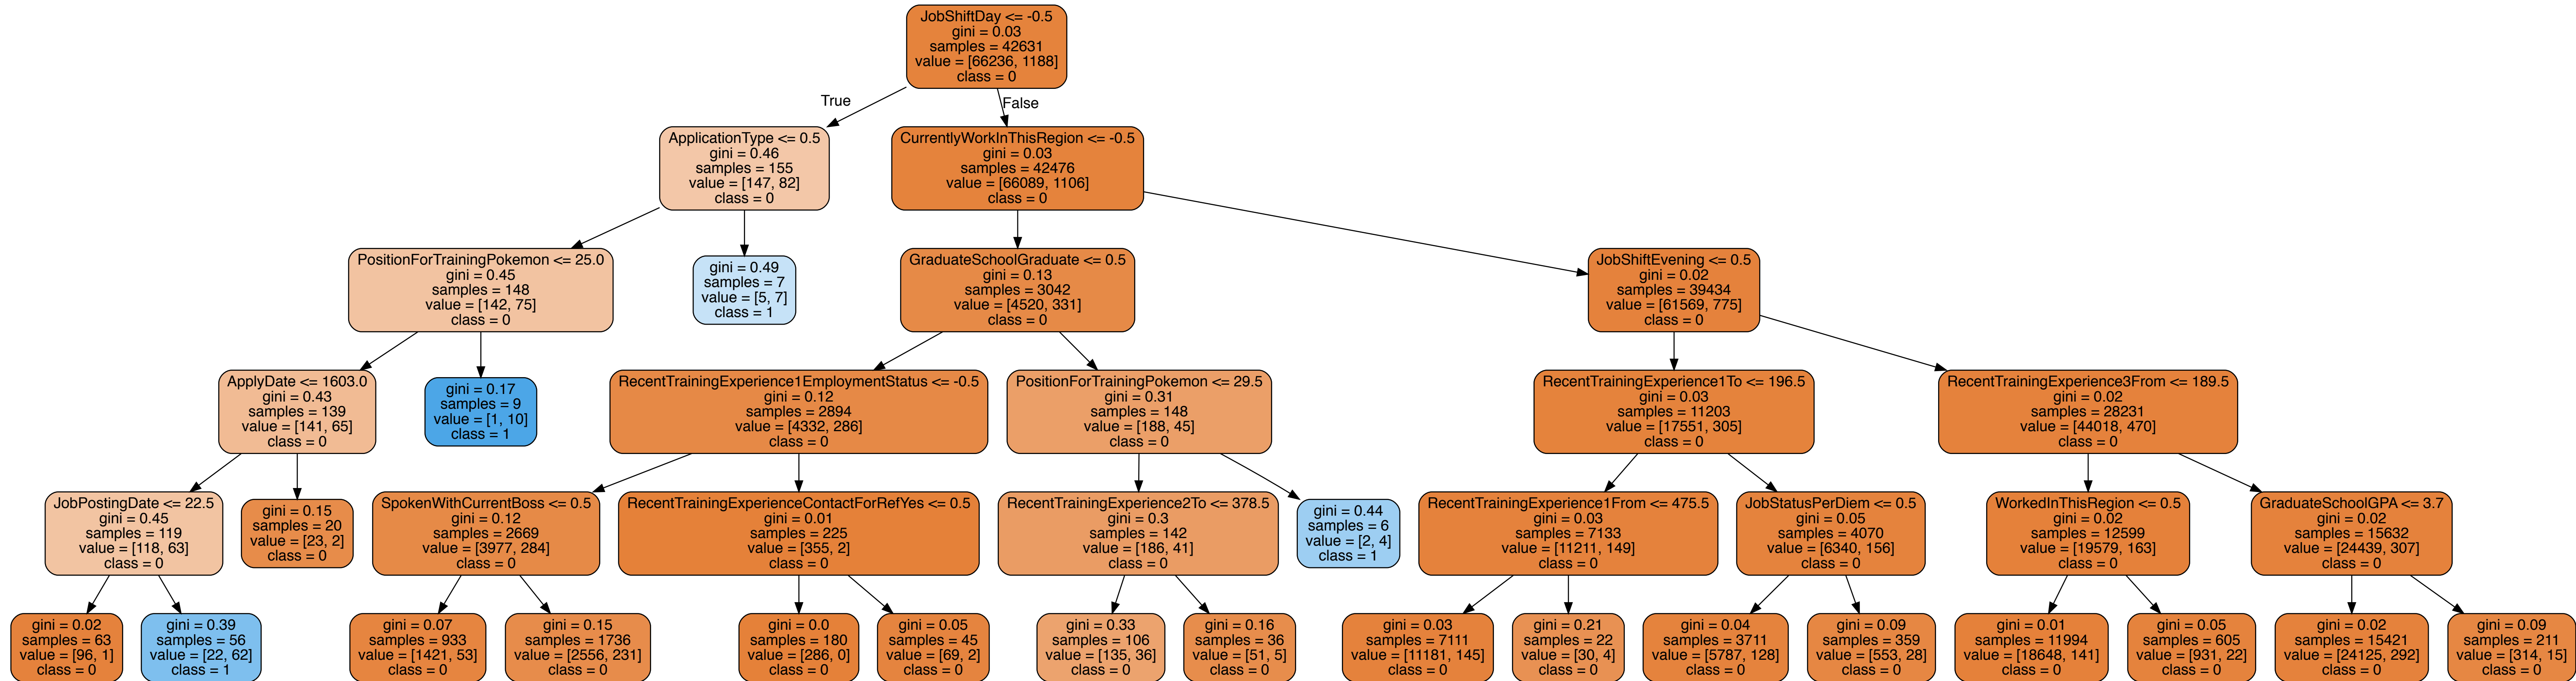 JobShiftDay <= -0.5
gini = 0.03
samples = 42631
value = [66236, 1188]
class = 0
True
False
ApplicationType <= 0.5
gini = 0.46
samples = 155
value = [147, 82]
class = 0
CurrentlyWorkInThisRegion <= -0.5
gini = 0.03
samples = 42476
value = [66089, 1106]
class = 0
PositionForTrainingPokemon <= 25.0
gini = 0.45
samples = 148
value = [142, 75]
class = 0
gini = 0.49
samples = 7
value = [5, 7]
class = 1
GraduateSchoolGraduate <= 0.5
gini = 0.13
samples = 3042
value = [4520, 331]
class = 0
JobShiftEvening <= 0.5
gini = 0.02
samples = 39434
value = [61569, 775]
class = 0
ApplyDate <= 1603.0
gini = 0.43
samples = 139
value = [141, 65]
class = 0
gini = 0.17
samples = 9
value = [1, 10]
class = 1
RecentTrainingExperience1EmploymentStatus <= -0.5
gini = 0.12
samples = 2894
value = [4332, 286]
class = 0
PositionForTrainingPokemon <= 29.5
gini = 0.31
samples = 148
value = [188, 45]
class = 0
RecentTrainingExperience1To <= 196.5
gini = 0.03
samples = 11203
value = [17551, 305]
class = 0
RecentTrainingExperience3From <= 189.5
gini = 0.02
samples = 28231
value = [44018, 470]
class = 0
JobPostingDate <= 22.5
gini = 0.45
samples = 119
value = [118, 63]
class = 0
gini = 0.15
samples = 20
value = [23, 2]
class = 0
SpokenWithCurrentBoss <= 0.5
gini = 0.12
samples = 2669
value = [3977, 284]
class = 0
RecentTrainingExperienceContactForRefYes <= 0.5
gini = 0.01
samples = 225
value = [355, 2]
class = 0
RecentTrainingExperience2To <= 378.5
gini = 0.3
samples = 142
value = [186, 41]
class = 0
gini = 0.44
samples = 6
value = [2, 4]
class = 1
RecentTrainingExperience1From <= 475.5
gini = 0.03
samples = 7133
value = [11211, 149]
class = 0
JobStatusPerDiem <= 0.5
gini = 0.05
samples = 4070
value = [6340, 156]
class = 0
WorkedInThisRegion <= 0.5
gini = 0.02
samples = 12599
value = [19579, 163]
class = 0
GraduateSchoolGPA <= 3.7
gini = 0.02
samples = 15632
value = [24439, 307]
class = 0
gini = 0.02
samples = 63
value = [96, 1]
class = 0
gini = 0.39
samples = 56
value = [22, 62]
class = 1
gini = 0.07
samples = 933
value = [1421, 53]
class = 0
gini = 0.15
samples = 1736
value = [2556, 231]
class = 0
gini = 0.0
samples = 180
value = [286, 0]
class = 0
gini = 0.05
samples = 45
value = [69, 2]
class = 0
gini = 0.33
samples = 106
value = [135, 36]
class = 0
gini = 0.16
samples = 36
value = [51, 5]
class = 0
gini = 0.03
samples = 7111
value = [11181, 145]
class = 0
gini = 0.21
samples = 22
value = [30, 4]
class = 0
gini = 0.04
samples = 3711
value = [5787, 128]
class = 0
gini = 0.09
samples = 359
value = [553, 28]
class = 0
gini = 0.01
samples = 11994
value = [18648, 141]
class = 0
gini = 0.05
samples = 605
value = [931, 22]
class = 0
gini = 0.02
samples = 15421
value = [24125, 292]
class = 0
gini = 0.09
samples = 211
value = [314, 15]
class = 0